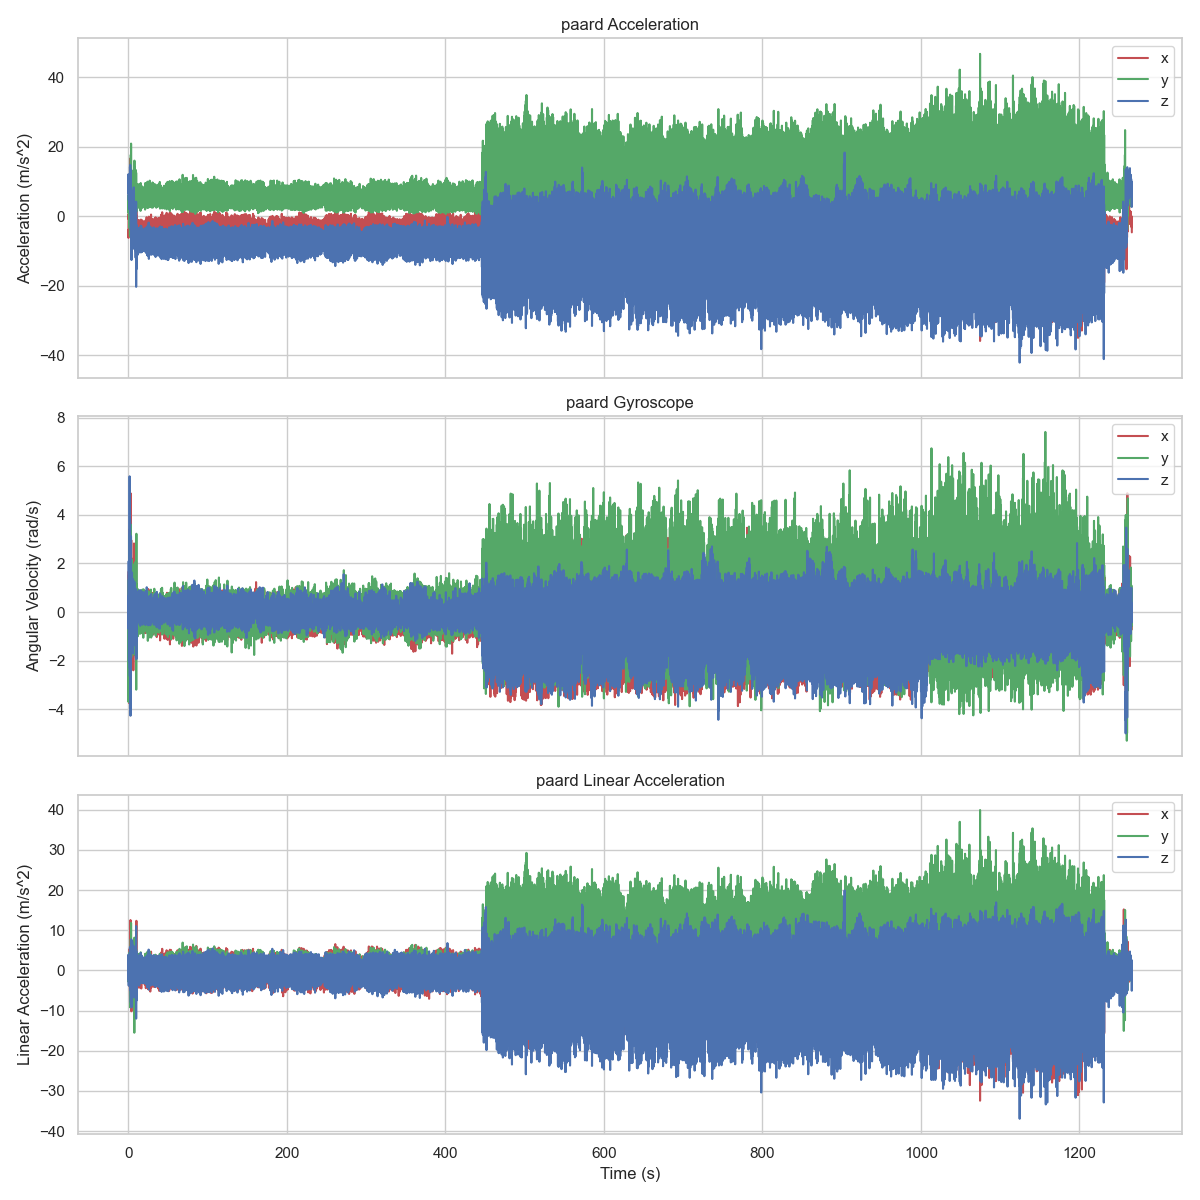 paard Acceleration
x
y
z
Acceleration (m/s^2)
40
20
0
−20
−40
paard Gyroscope
x
y
z
Angular Velocity (rad/s)
8
6
4
2
0
−2
−4
paard Linear Acceleration
x
y
z
Linear Acceleration (m/s^2)
40
30
20
10
0
−10
−20
−30
−40
0 200 400 600 800 1000 1200
Time (s)